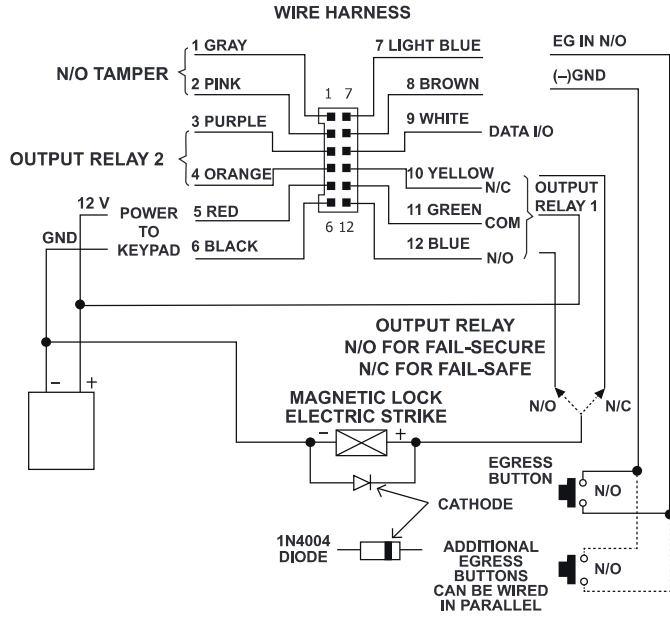 WIRE HARNESS
1 GRAY
7 LIGHT BLUE
EG IN N/O
N/O TAMPER
2 PINK
1 7
8 BROWN
(–)GND
3 PURPLE
9 WHITE
DATA I/O
OUTPUT RELAY 2
4 ORANGE
10 YELLOW
N/C
OUTPUT
RELAY 1
12 V
POWER
TO
KEYPAD
5 RED
11 GREEN
COM
GND
6 BLACK
6 12
12 BLUE
N/O
OUTPUT RELAY
N/O FOR FAIL-SECURE
N/C FOR FAIL-SAFE
– +
MAGNETIC LOCK
ELECTRIC STRIKE
N/O
N/C
– +
EGRESS
BUTTON
N/O
CATHODE
1N4004
DIODE
ADDITIONAL
EGRESS
BUTTONS
CAN BE WIRED
IN PARALLEL
N/O